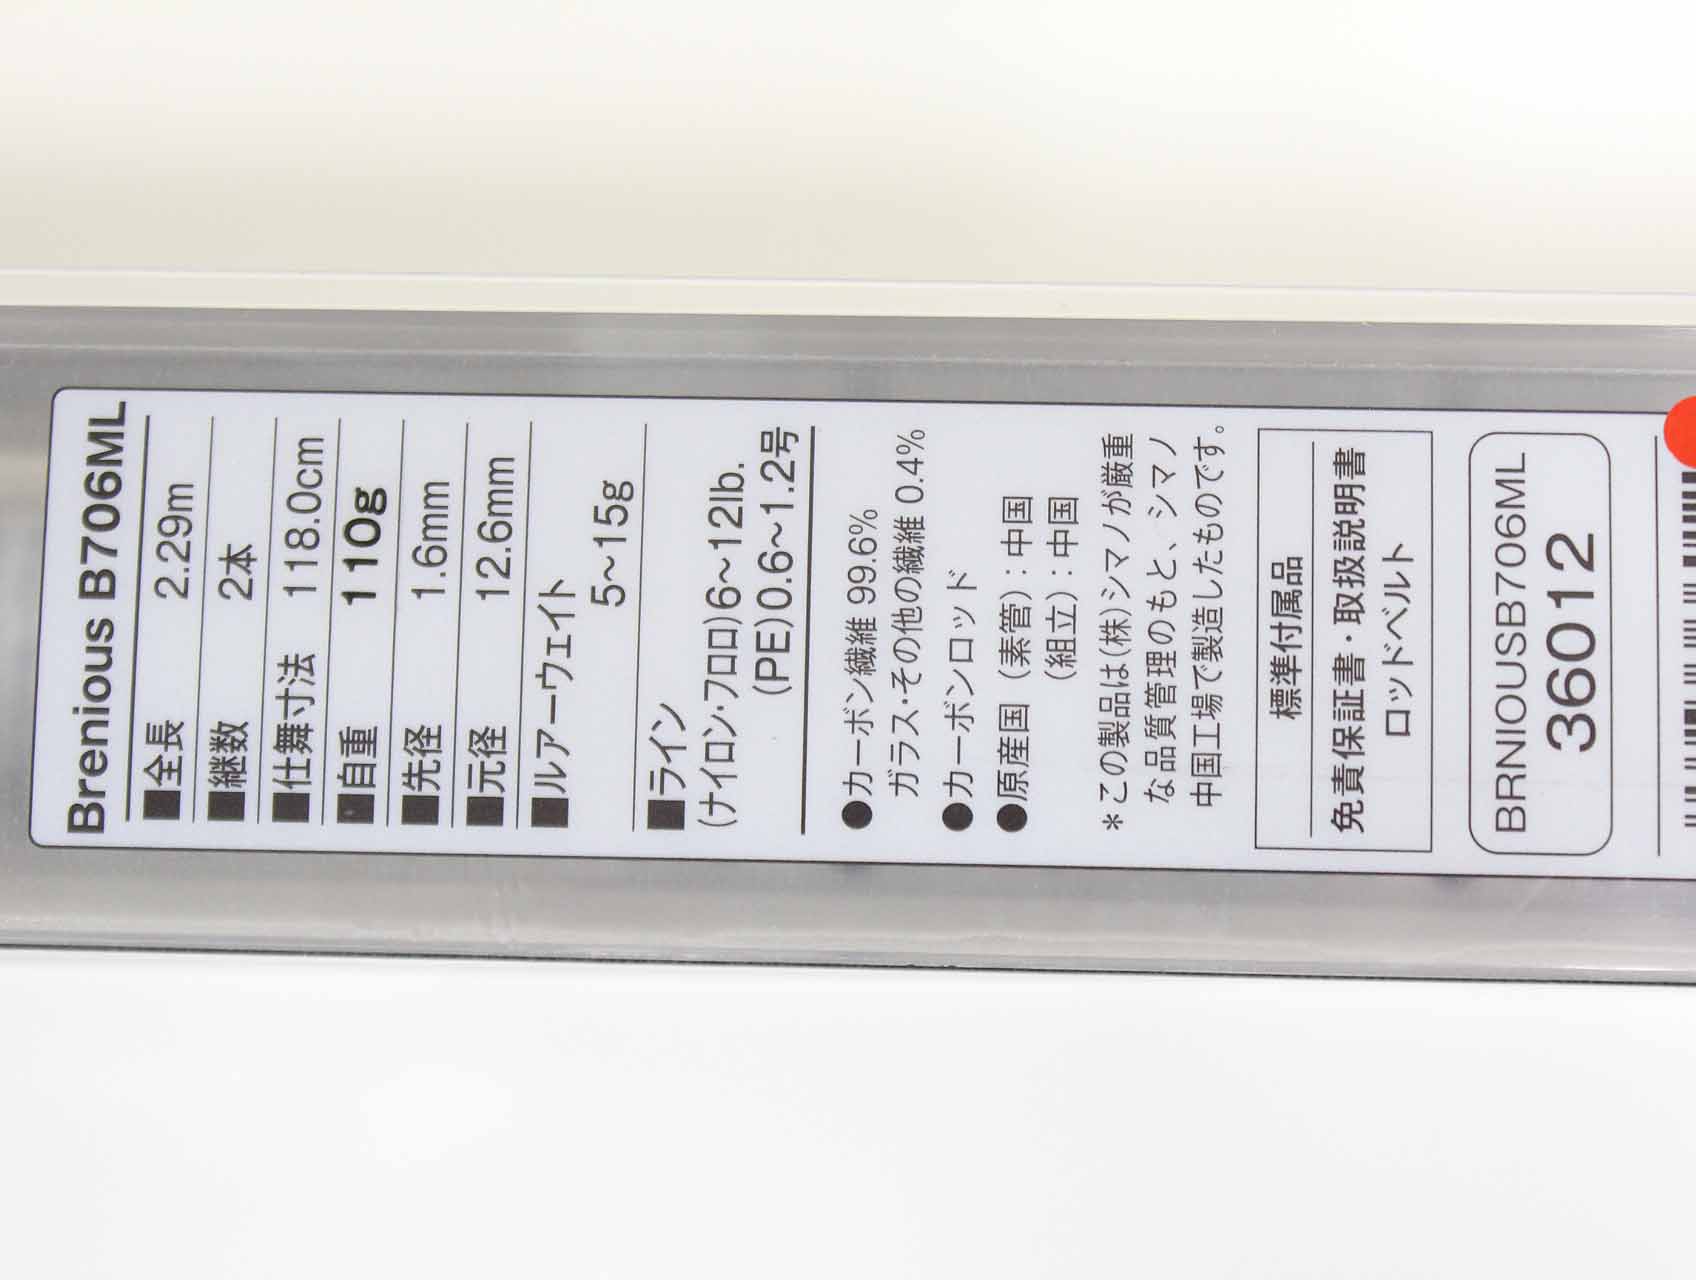 Brenious B706ML
■全長 2.29m
■継数 2本
■仕舞寸法 118.0cm
■自重 110g
■先径 1.6mm
■元径 12.6mm
■ルアーウェイト
5〜15g
■ライン
(ナイロン・フロロ)6〜12lb.
(PE)0.6〜1.2号
●カーボン繊維 99.6%
ガラス・その他の繊維 0.4%
●カーボンロッド
●原産国 (素管):中国
(組立):中国
*この製品は(株)シマノが厳重
な品質管理のもと、シマノ
中国工場で製造したものです。
標準付属品
免責保証書・取扱説明書
ロッドベルト
BRNIOUSB706ML
36012